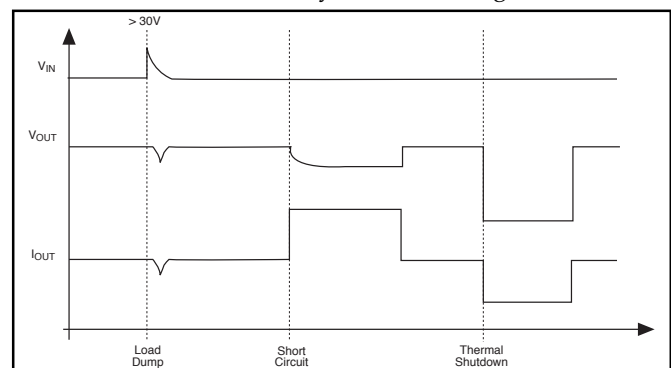 > 30V
VIN
VOUT
IOUT
Load
Dump
Short
Circuit
Thermal
Shutdown